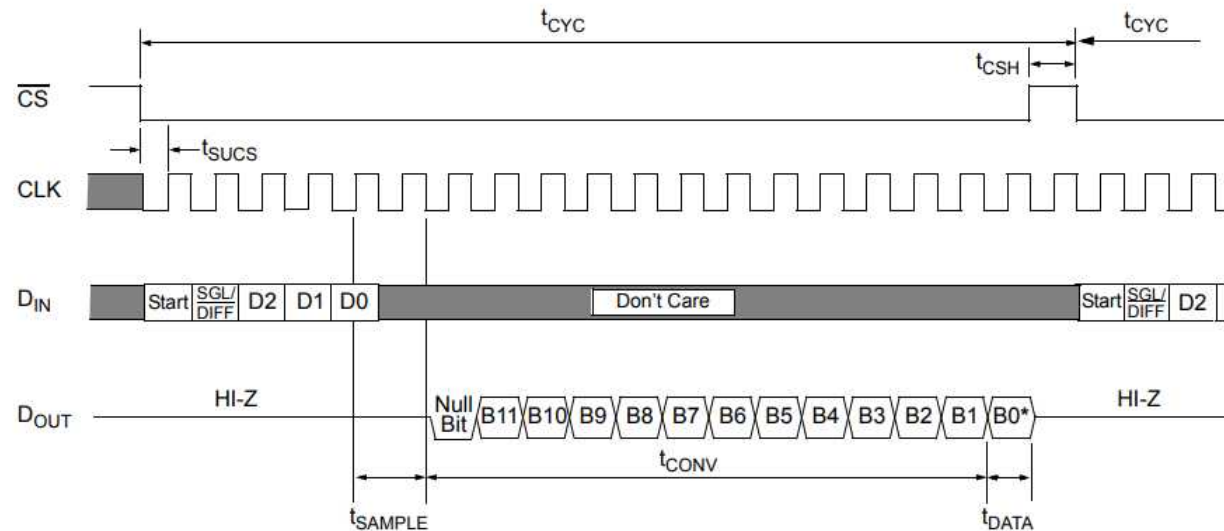 tCYC tCYC
tCSH
CS
tSUCS
CLK
DIN Start SGL/DIFF D2 D1 D0 Don't Care Start SGL/DIFF D2
HI-Z HI-Z
DOUT Null Bit B11 B10 B9 B8 B7 B6 B5 B4 B3 B2 B1 B0*
tCONV
tSAMPLE tDATA